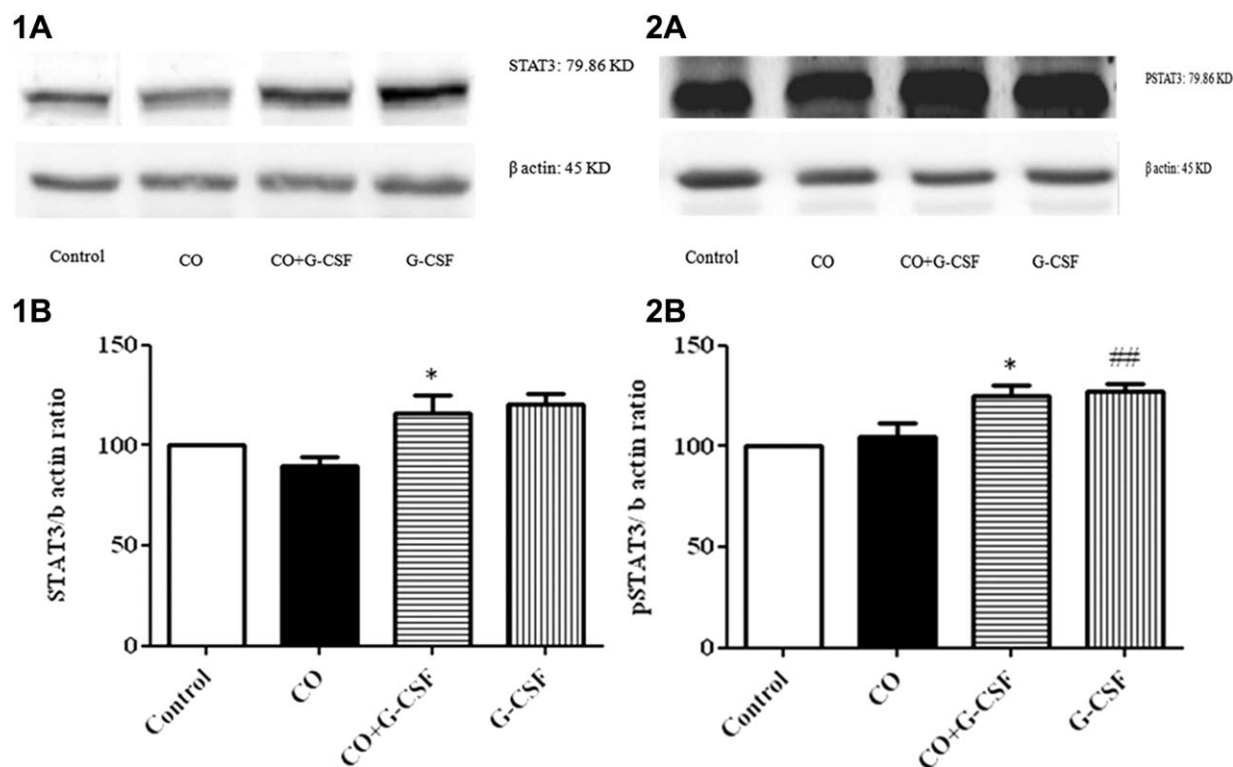 1A
STAT3: 79.86 KD
β actin: 45 KD
Control CO CO+G-CSF G-CSF
2A
PSTAT3: 79.86 KD
β actin: 45 KD
Control CO CO+G-CSF G-CSF
1B
STAT3/b actin ratio
150
100
50
0
*
Control
CO
CO+G-CSF
G-CSF
2B
pSTAT3/ b actin ratio
150
100
50
0
*
##
Control
CO
CO+G-CSF
G-CSF